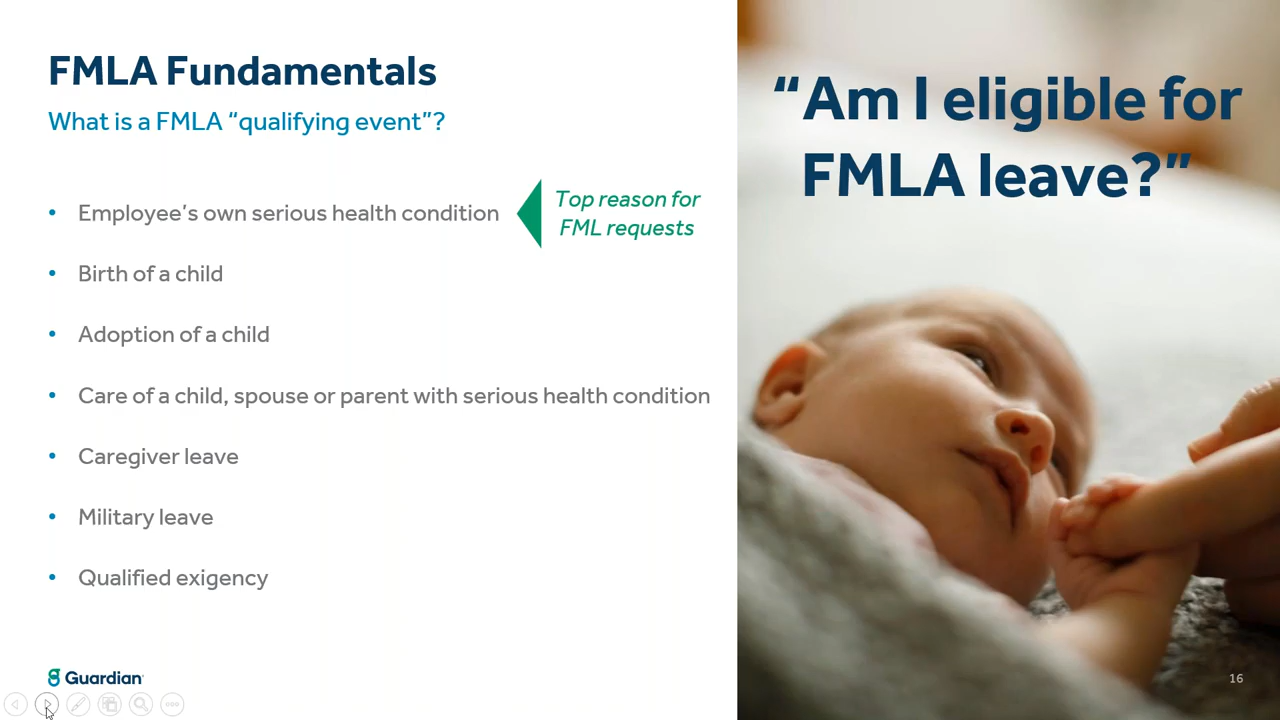 FMLA Fundamentals
What is a FMLA “qualifying event”?
• Employee’s own serious health condition
Top reason for
FML requests
• Birth of a child
• Adoption of a child
• Care of a child, spouse or parent with serious health condition
• Caregiver leave
• Military leave
• Qualified exigency
“Am I eligible for
FMLA leave?”
Guardian
16